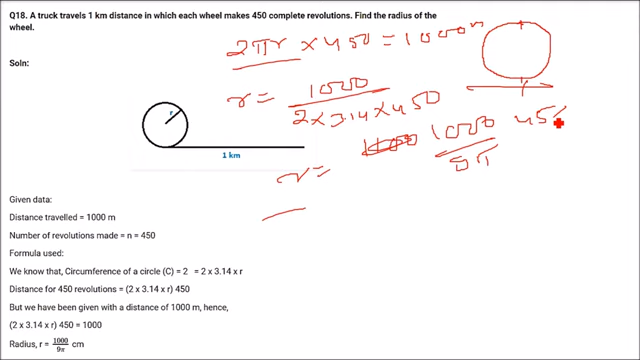 Q18. A truck travels 1 km distance in which each wheel makes 450 complete revolutions. Find the radius of the
wheel.
2πr × 450 = 1000 m
Soln:
r = 1000 / 2 × 3.14 × 450
r
1 km
r = 1000 / π 45
Given data:
Distance travelled = 1000 m
Number of revolutions made = n = 450
Formula used:
We know that, Circumference of a circle (C) = 2 = 2 x 3.14 x r
Distance for 450 revolutions = (2 x 3.14 x r) 450
But we have been given with a distance of 1000 m, hence,
(2 x 3.14 x r) 450 = 1000
Radius, r = 1000/9π cm